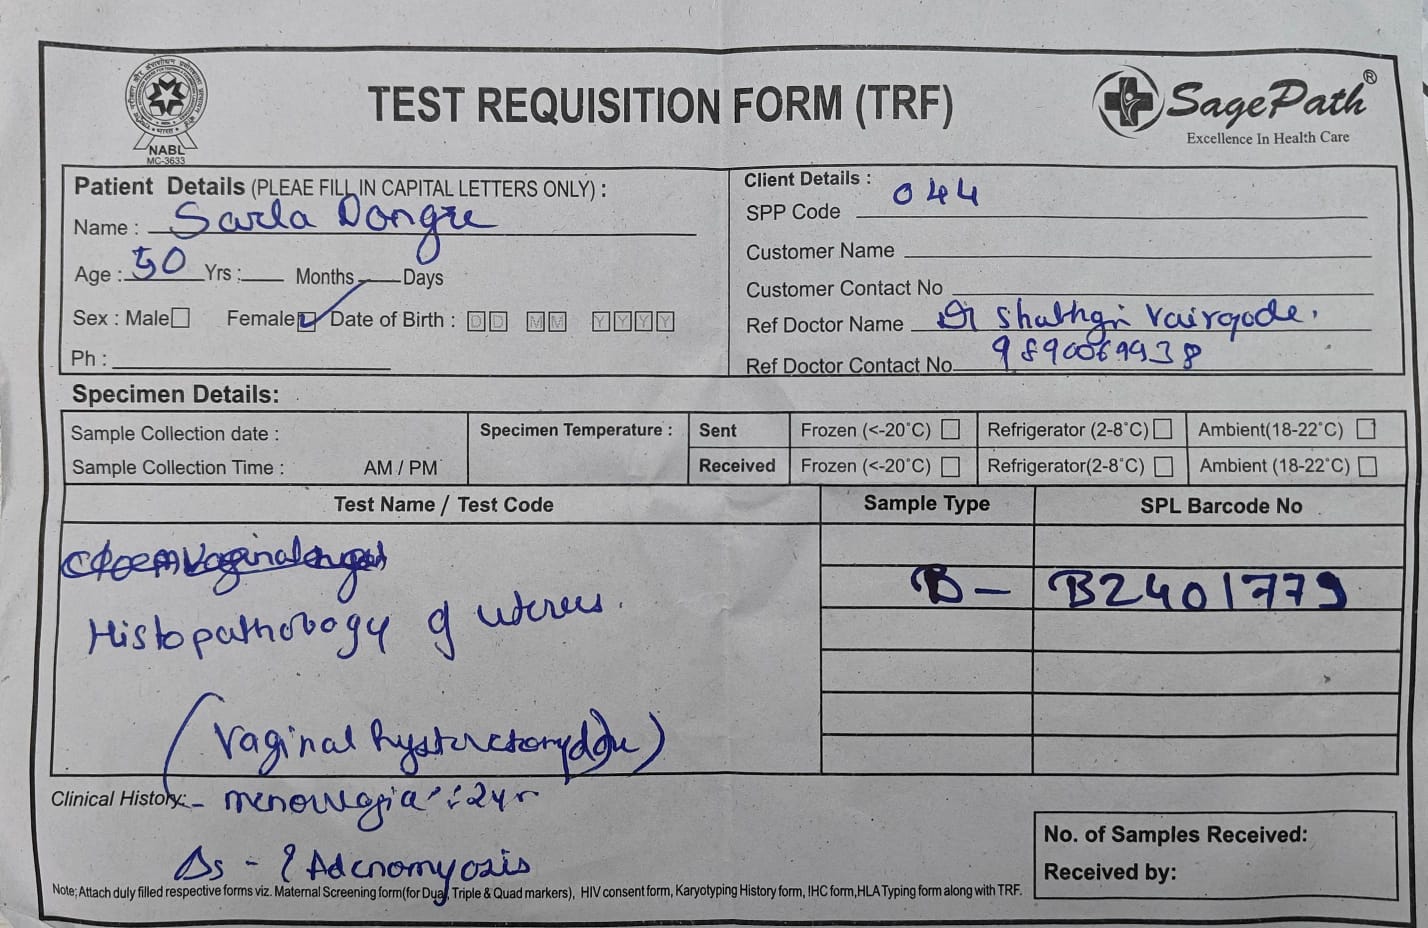 NABL
MC-3633
TEST REQUISITION FORM (TRF)
SagePath®
Excellence In Health Care
Patient Details (PLEAE FILL IN CAPITAL LETTERS ONLY) :
Name : Sarla Dongre
Age : 50 Yrs : Months Days
Sex : Male Female Date of Birth : DD MM YYYY
Ph :
Client Details :
SPP Code 044
Customer Name
Customer Contact No
Ref Doctor Name Dr Vairgade.
Ref Doctor Contact No 9890069938
Specimen Details:
Sample Collection date :
Sample Collection Time : AM / PM
Specimen Temperature :
Sent Frozen (<-20°C) Refrigerator (2-8°C) Ambient(18-22°C)
Received Frozen (<-20°C) Refrigerator(2-8°C) Ambient (18-22°C)
Test Name / Test Code Sample Type SPL Barcode No
B- B2401779
Histopathology of uterus.
(Vaginal hysterectomy done)
Clinical History:- menorrhagia : 2yr
Δs - ? Adenomyosis
Note;Attach duly filled respective forms viz. Maternal Screening form(for Dual, Triple & Quad markers), HIV consent form, Karyotyping History form, IHC form,HLA Typing form along with TRF.
No. of Samples Received:
Received by: